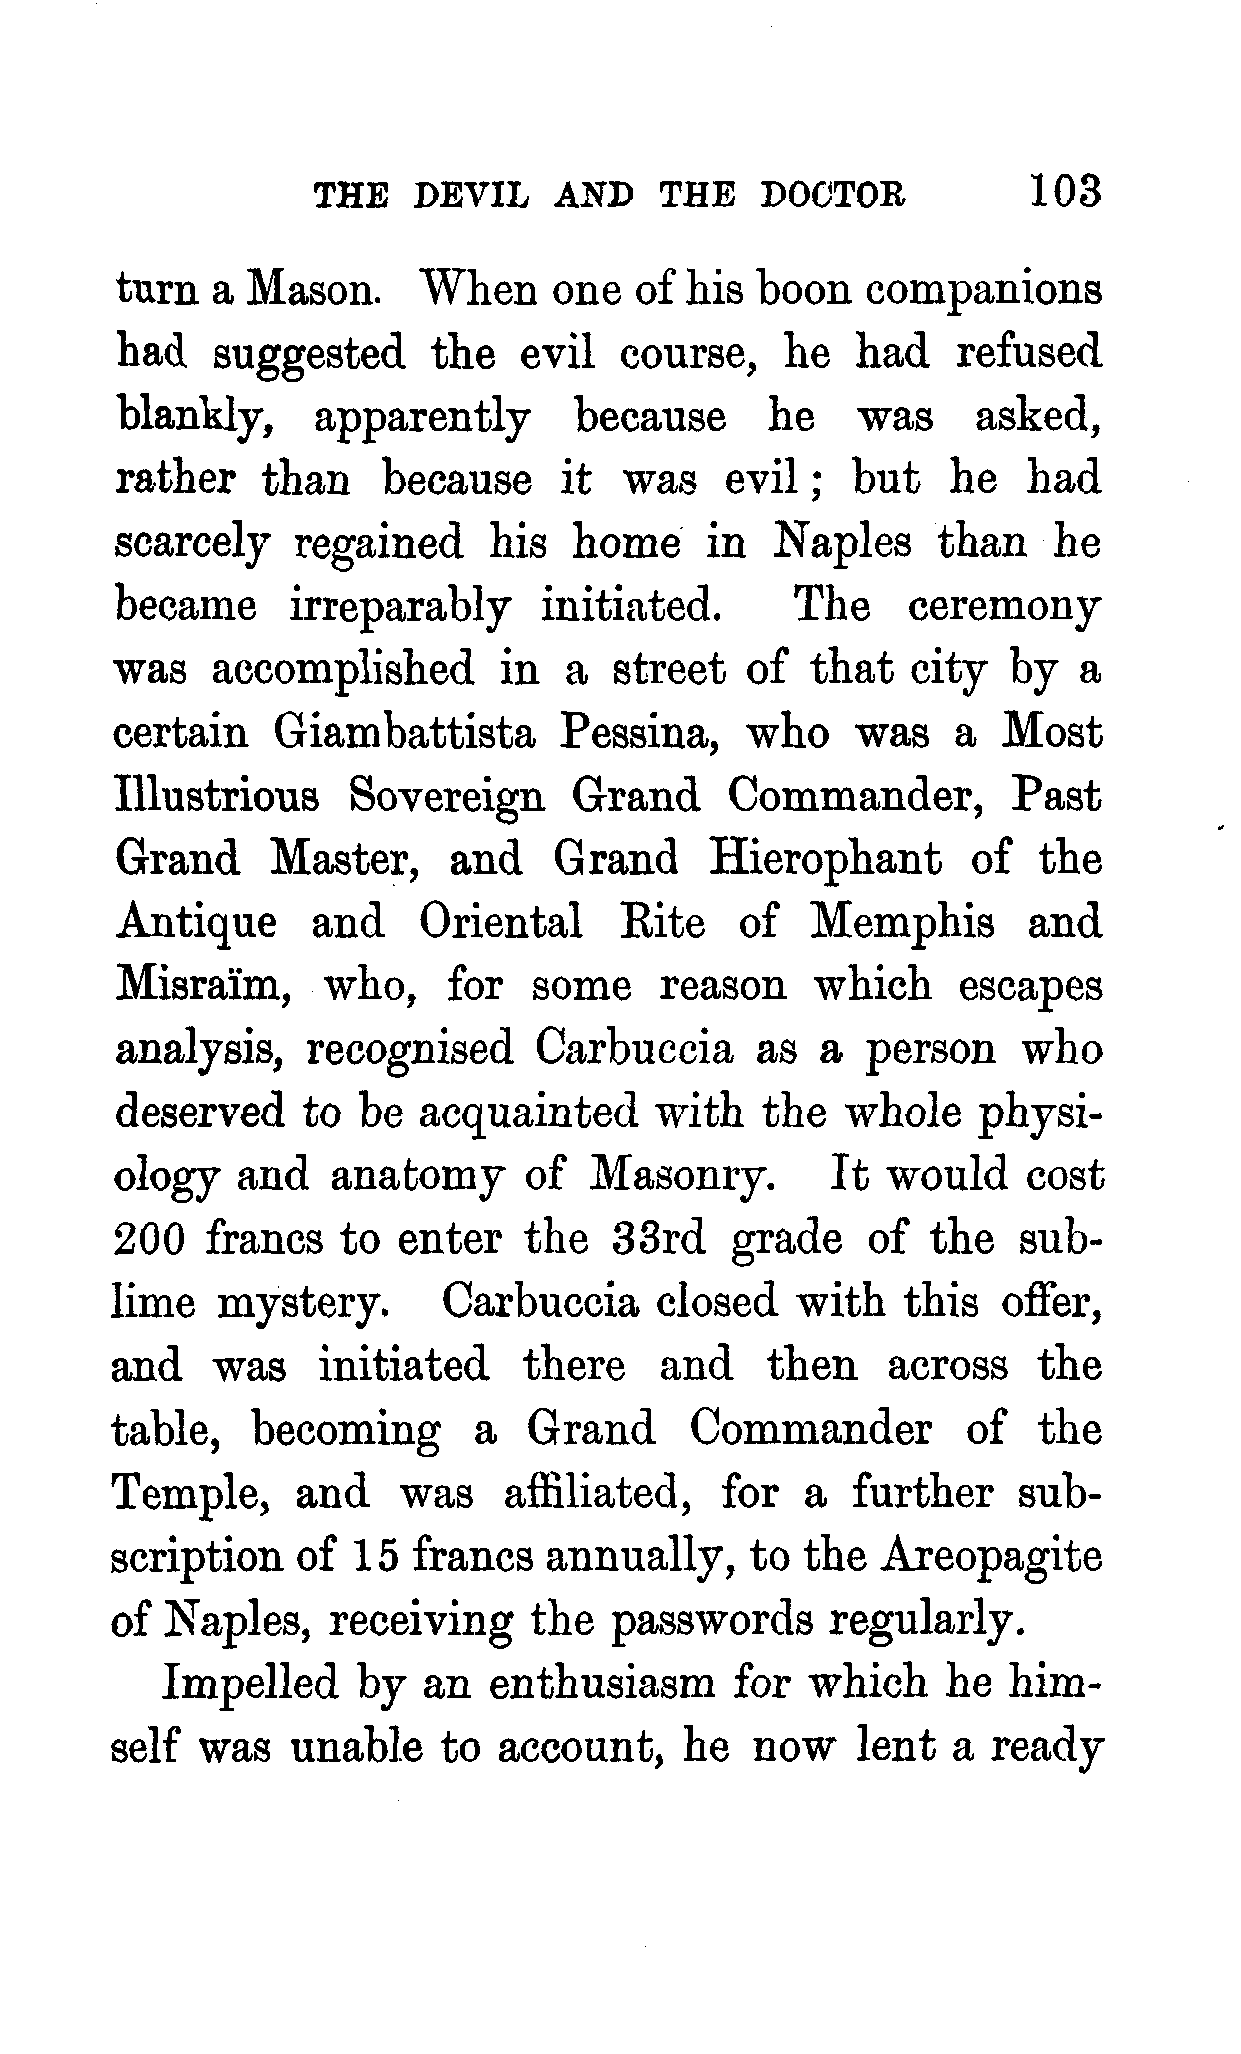 THE DEVIL AND THE DOCTOR 103
turn a Mason. When one of his boon companions
had suggested the evil course, he had refused
blankly, apparently because he was asked,
rather than because it was evil ; but he had
scarcely regained his home in Naples than he
became irreparably initiated. The ceremony
was accomplished in a street of that city by a
certain Giambattista Pessina, who was a Most
Illustrious Sovereign Grand Commander, Past
Grand Master, and Grand Hierophant of the
Antique and Oriental Rite of Memphis and
Misraïm, who, for some reason which escapes
analysis, recognised Carbuccia as a person who
deserved to be acquainted with the whole physi-
ology and anatomy of Masonry. It would cost
200 francs to enter the 33rd grade of the sub-
lime mystery. Carbuccia closed with this offer,
and was initiated there and then across the
table, becoming a Grand Commander of the
Temple, and was affiliated, for a further sub-
scription of 15 francs annually, to the Areopagite
of Naples, receiving the passwords regularly.
Impelled by an enthusiasm for which he him-
self was unable to account, he now lent a ready